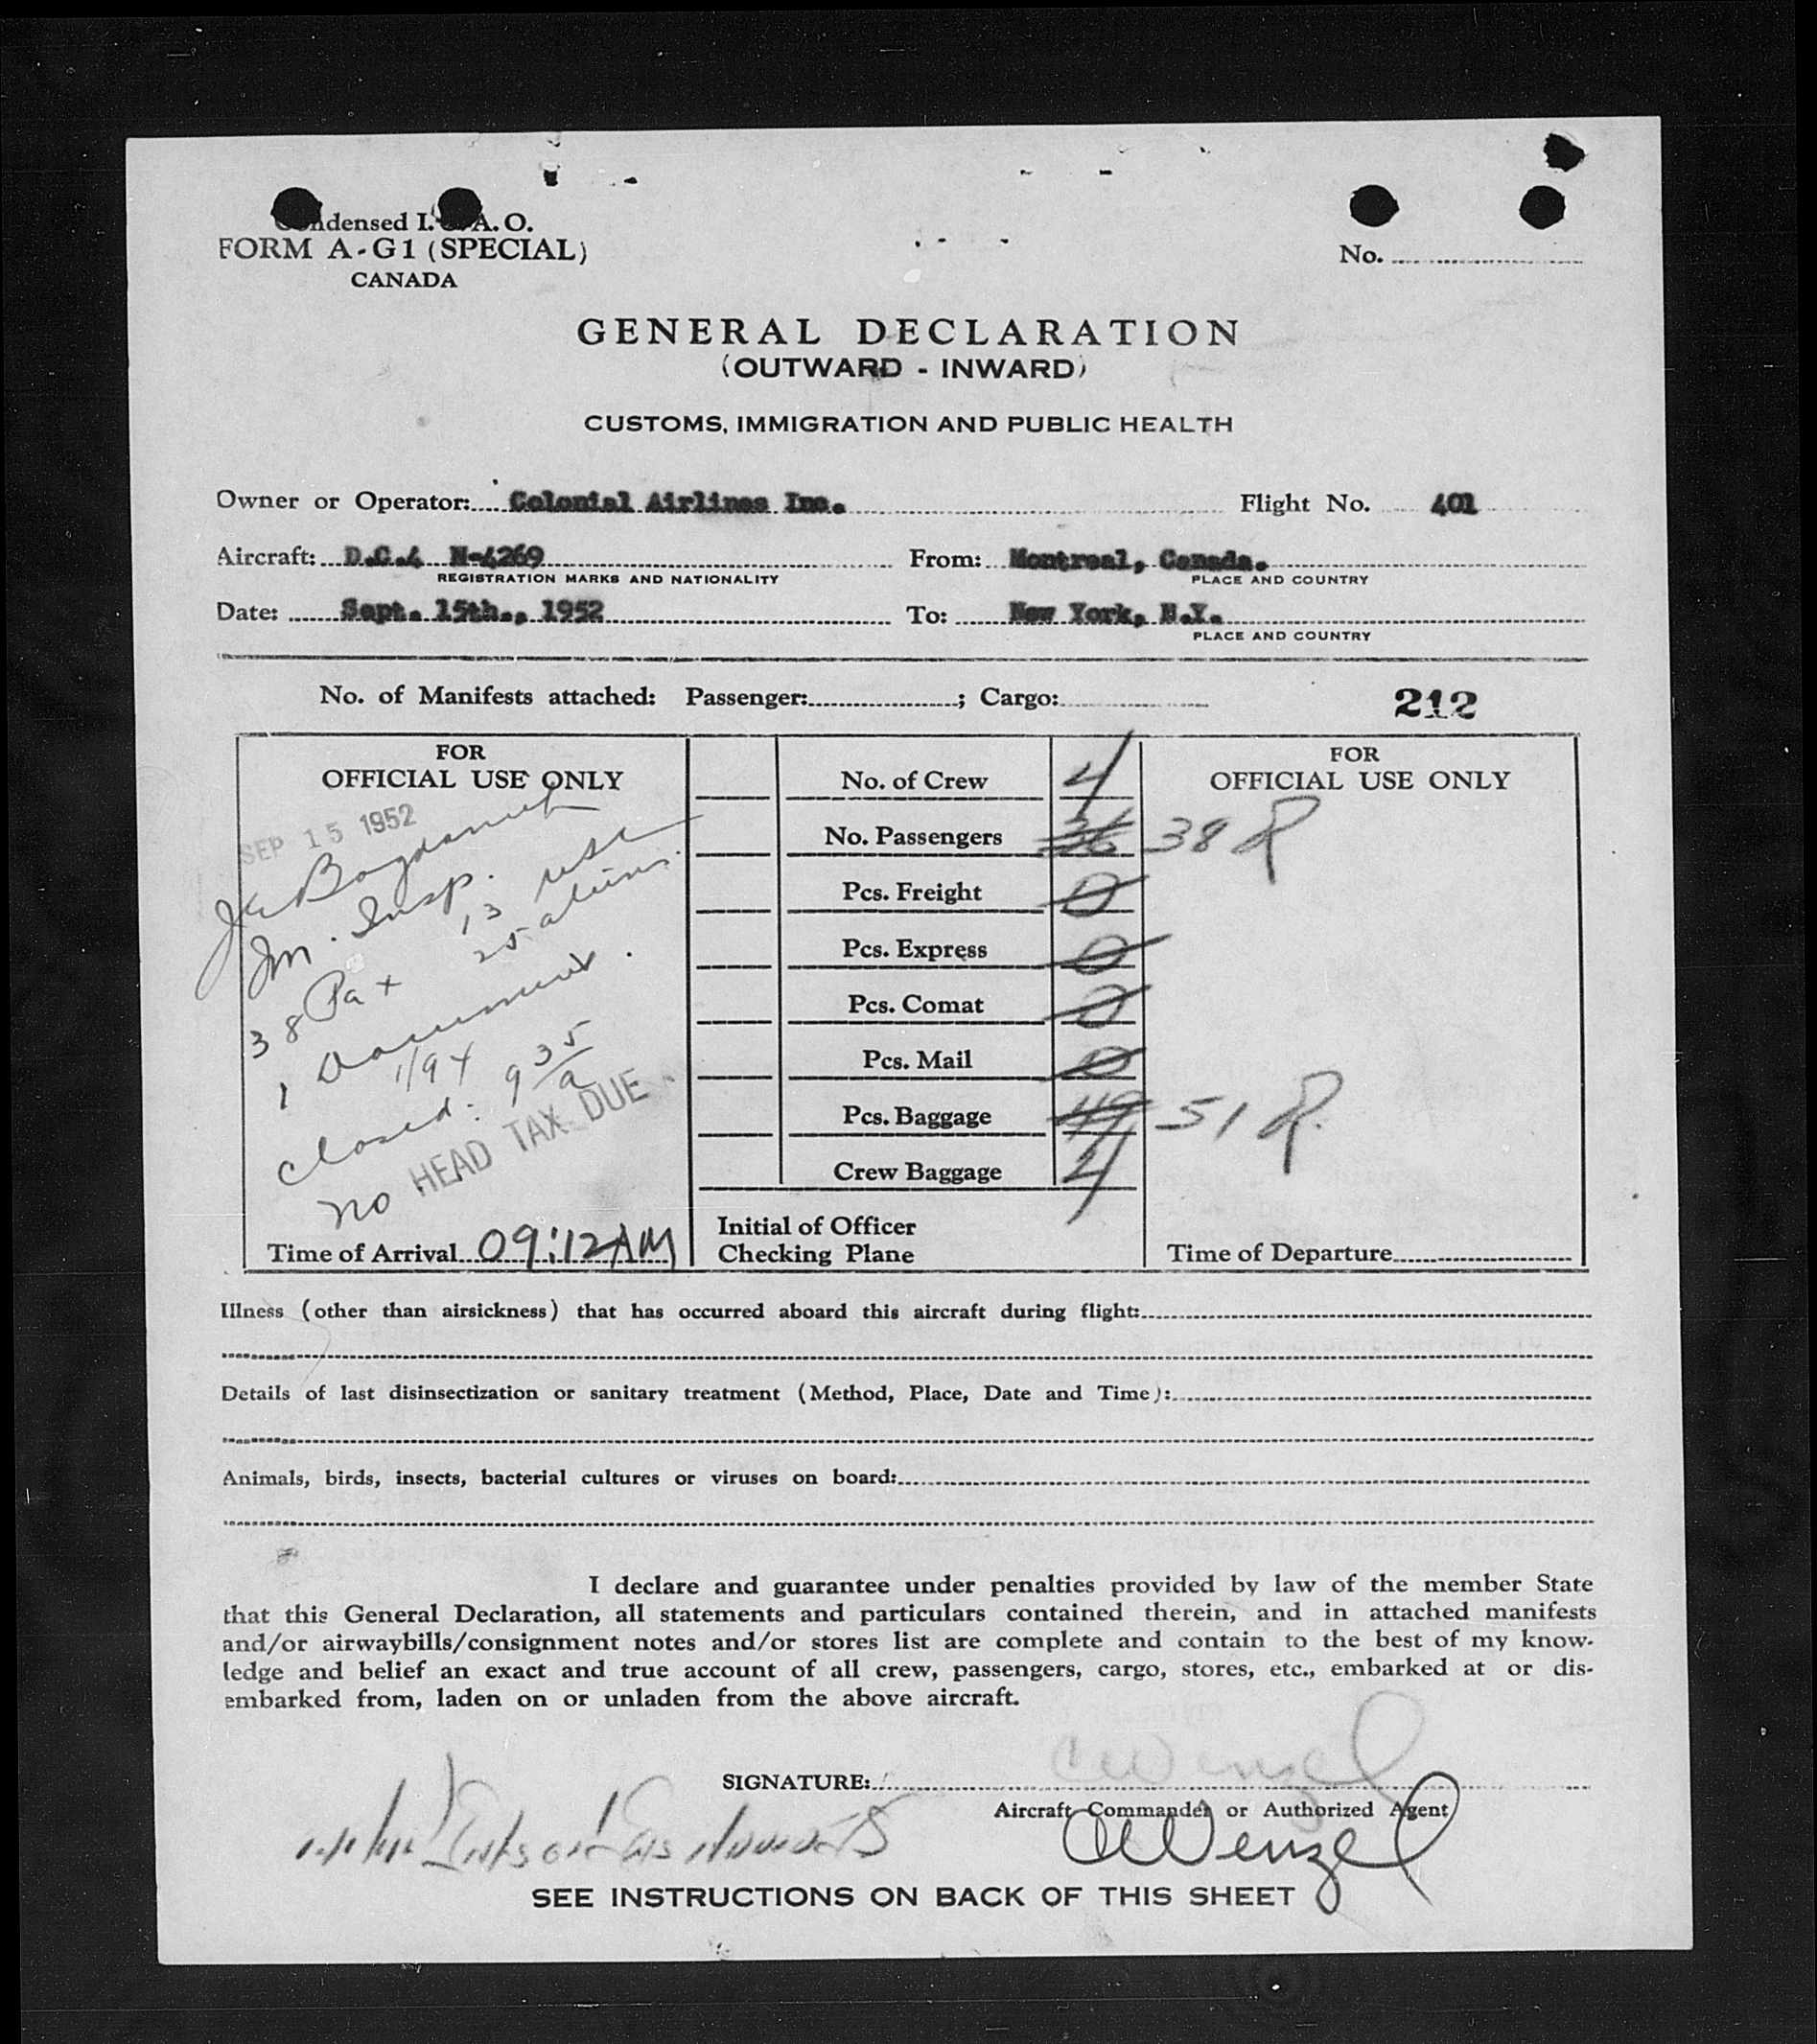 Condensed I.C.A.O.
FORM A-G1 (SPECIAL)
CANADA
No.
GENERAL DECLARATION
(OUTWARD - INWARD)
CUSTOMS, IMMIGRATION AND PUBLIC HEALTH
Owner or Operator: Colonial Airlines Inc. Flight No. 401
Aircraft: D.C.4 N-4269 From: Montreal, Canada.
REGISTRATION MARKS AND NATIONALITY PLACE AND COUNTRY
Date: Sept. 15th., 1952 To: New York, N.Y.
PLACE AND COUNTRY
No. of Manifests attached: Passenger: ; Cargo: 212
FOR
OFFICIAL USE ONLY
SEP 15 1952
Im. Insp.
38 Pax 13 usc
25 aliens
1 Document.
1/94
Closed: 9 35/a
No HEAD TAX DUE
Time of Arrival 09:12AM
No. of Crew 4
No. Passengers 36 38 R
Pcs. Freight 0
Pcs. Express 0
Pcs. Comat 0
Pcs. Mail 0
Pcs. Baggage 49 51 R.
Crew Baggage 4
Initial of Officer
Checking Plane
FOR
OFFICIAL USE ONLY
Time of Departure
Illness (other than airsickness) that has occurred aboard this aircraft during flight:
Details of last disinsectization or sanitary treatment (Method, Place, Date and Time):
Animals, birds, insects, bacterial cultures or viruses on board:
I declare and guarantee under penalties provided by law of the member State
that this General Declaration, all statements and particulars contained therein, and in attached manifests
and/or airwaybills/consignment notes and/or stores list are complete and contain to the best of my know-
ledge and belief an exact and true account of all crew, passengers, cargo, stores, etc., embarked at or dis-
embarked from, laden on or unladen from the above aircraft.
CWenzel
SIGNATURE:
Aircraft Commander or Authorized Agent
CWenzel
SEE INSTRUCTIONS ON BACK OF THIS SHEET